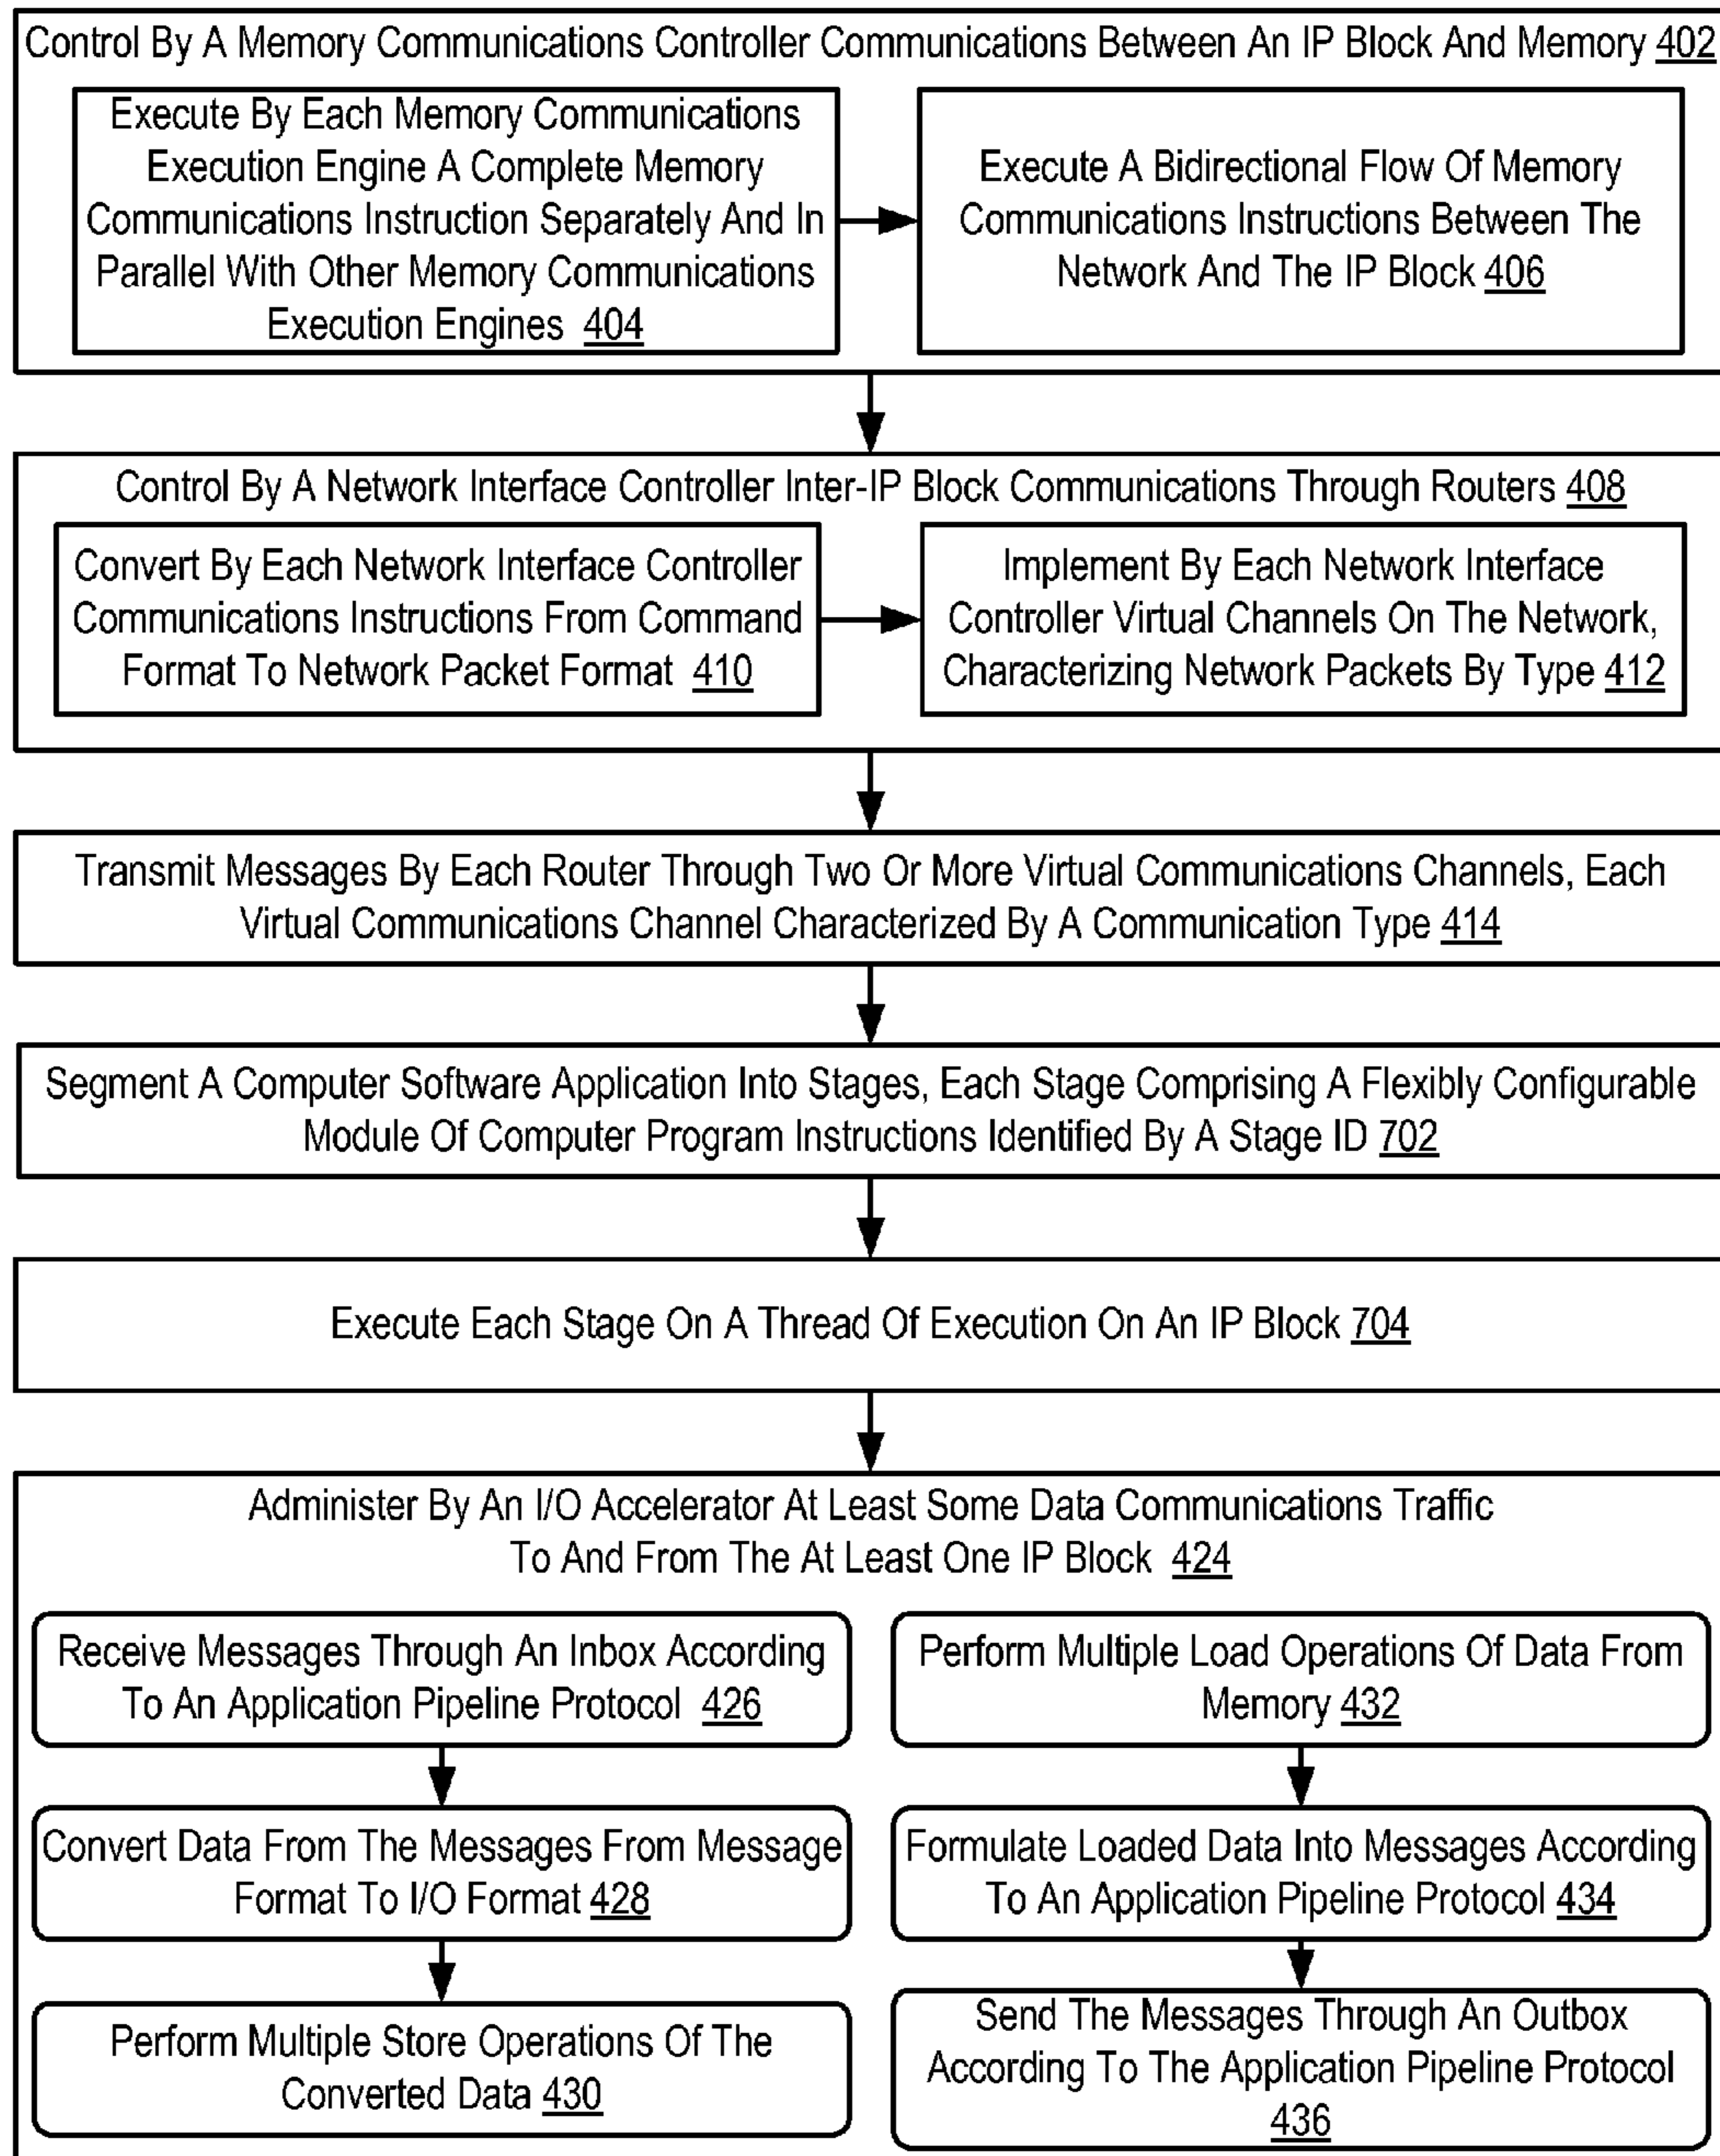 Control By A Memory Communications Controller Communications Between An IP Block And Memory 402
Execute By Each Memory Communications
Execution Engine A Complete Memory
Communications Instruction Separately And In
Parallel With Other Memory Communications
Execution Engines 404
Execute A Bidirectional Flow Of Memory
Communications Instructions Between The
Network And The IP Block 406
Control By A Network Interface Controller Inter-IP Block Communications Through Routers 408
Convert By Each Network Interface Controller
Communications Instructions From Command
Format To Network Packet Format 410
Implement By Each Network Interface
Controller Virtual Channels On The Network,
Characterizing Network Packets By Type 412
Transmit Messages By Each Router Through Two Or More Virtual Communications Channels, Each
Virtual Communications Channel Characterized By A Communication Type 414
Segment A Computer Software Application Into Stages, Each Stage Comprising A Flexibly Configurable
Module Of Computer Program Instructions Identified By A Stage ID 702
Execute Each Stage On A Thread Of Execution On An IP Block 704
Administer By An I/O Accelerator At Least Some Data Communications Traffic
To And From The At Least One IP Block 424
Receive Messages Through An Inbox According
To An Application Pipeline Protocol 426
Convert Data From The Messages From Message
Format To I/O Format 428
Perform Multiple Store Operations Of The
Converted Data 430
Perform Multiple Load Operations Of Data From
Memory 432
Formulate Loaded Data Into Messages According
To An Application Pipeline Protocol 434
Send The Messages Through An Outbox
According To The Application Pipeline Protocol
436